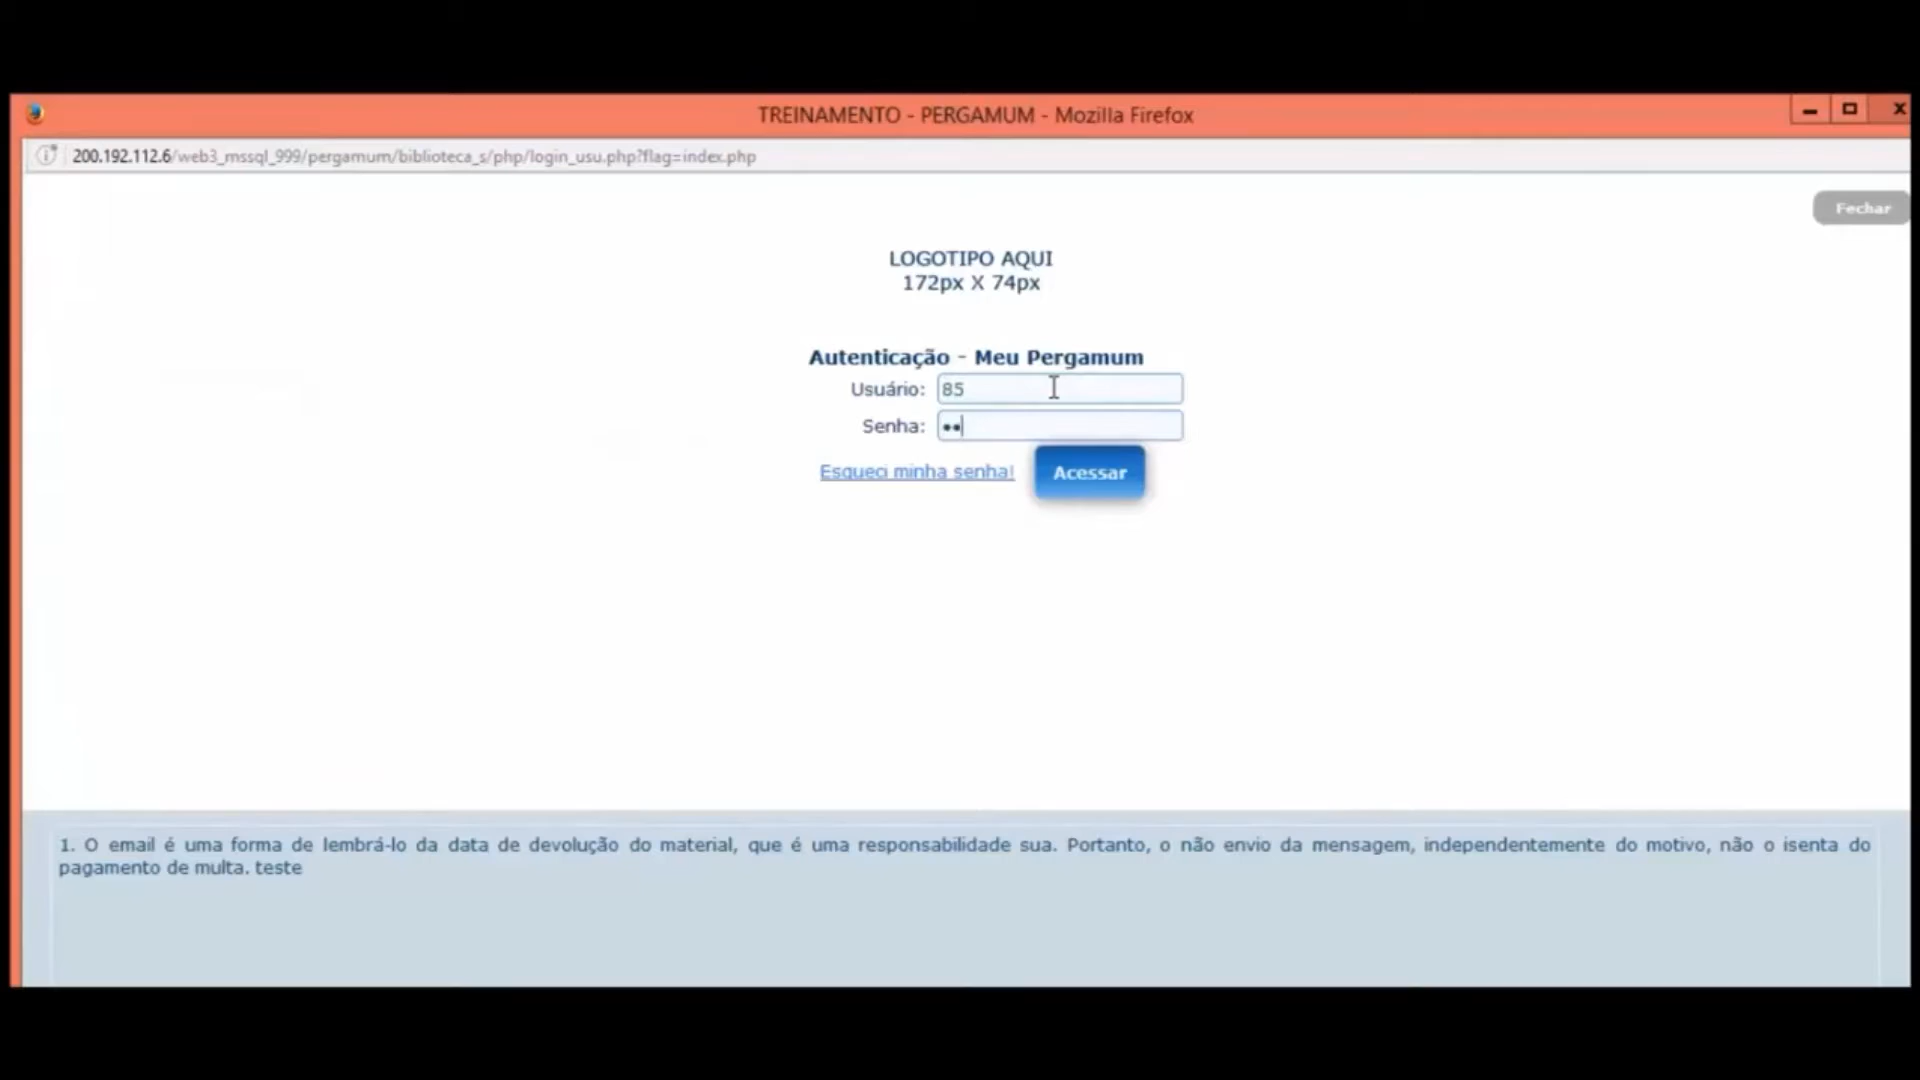 TREINAMENTO - PERGAMUM - Mozilla Firefox
200.192.112.6/web3_mssql_999/pergamum/biblioteca_s/php/login_usu.php?flag=index.php
Fechar
LOGOTIPO AQUI
172px X 74px
Autenticação - Meu Pergamum
Usuário: 85
Senha: ••
Esqueci minha senha! Acessar
1. O email é uma forma de lembrá-lo da data de devolução do material, que é uma responsabilidade sua. Portanto, o não envio da mensagem, independentemente do motivo, não o isenta do
pagamento de multa. teste